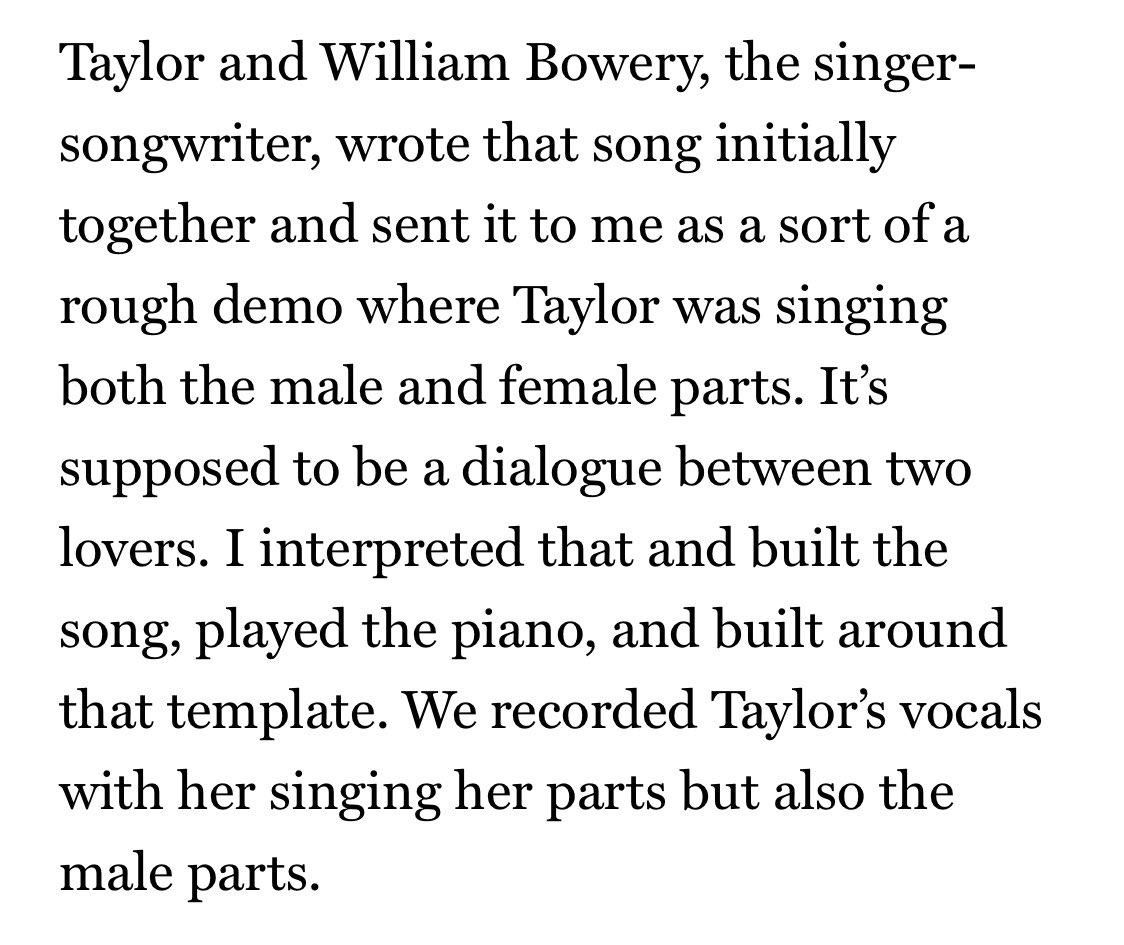 Taylor and William Bowery, the singer-
songwriter, wrote that song initially
together and sent it to me as a sort of a
rough demo where Taylor was singing
both the male and female parts. It’s
supposed to be a dialogue between two
lovers. I interpreted that and built the
song, played the piano, and built around
that template. We recorded Taylor’s vocals
with her singing her parts but also the
male parts.